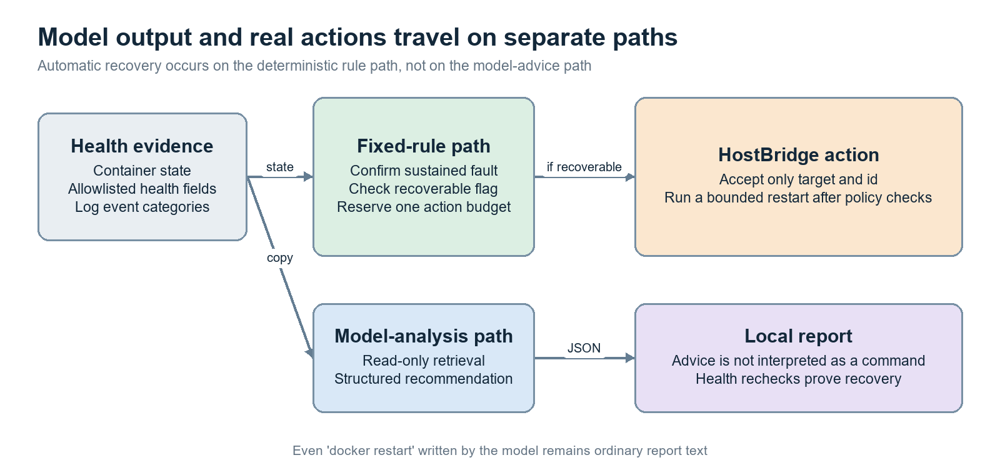 Model output and real actions travel on separate paths
Automatic recovery occurs on the deterministic rule path, not on the model-advice path
Health evidence
Container state
Allowlisted health fields
Log event categories
state
Fixed-rule path
Confirm sustained fault
Check recoverable flag
Reserve one action budget
if recoverable
HostBridge action
Accept only target and id
Run a bounded restart after policy checks
copy
Model-analysis path
Read-only retrieval
Structured recommendation
JSON
Local report
Advice is not interpreted as a command
Health rechecks prove recovery
Even 'docker restart' written by the model remains ordinary report text